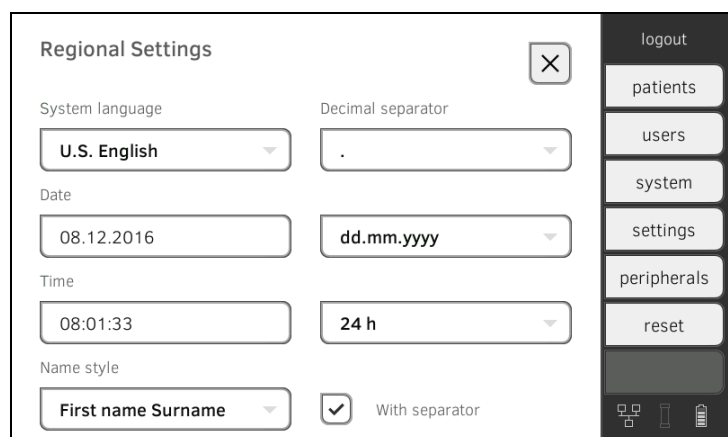 Regional Settings
System language
Decimal separator
U.S. English
.
Date
08.12.2016
dd.mm.yyyy
Time
08:01:33
24 h
Name style
First name Surname
With separator
logout
patients
users
system
settings
peripherals
reset